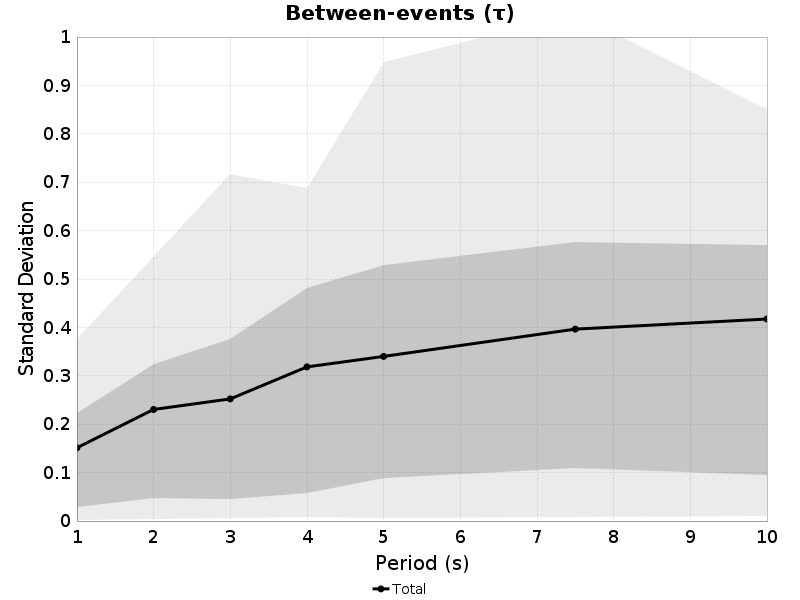 Between-events (τ)
1
0.9
0.8
0.7
0.6
0.5
0.4
0.3
0.2
0.1
0
Standard Deviation
1 2 3 4 5 6 7 8 9 10
Period (s)
Total